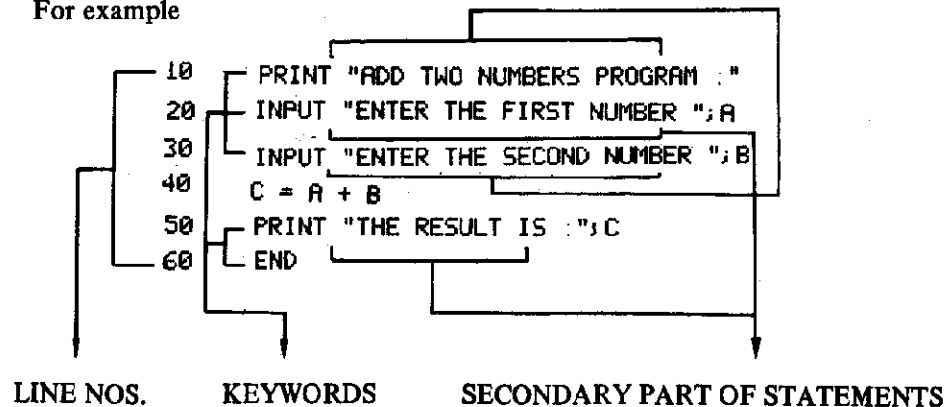 For example
10 PRINT "ADD TWO NUMBERS PROGRAM :"
20 INPUT "ENTER THE FIRST NUMBER ";A
30 INPUT "ENTER THE SECOND NUMBER ";B
40 C = A + B
50 PRINT "THE RESULT IS :";C
60 END
LINE NOS. KEYWORDS SECONDARY PART OF STATEMENTS